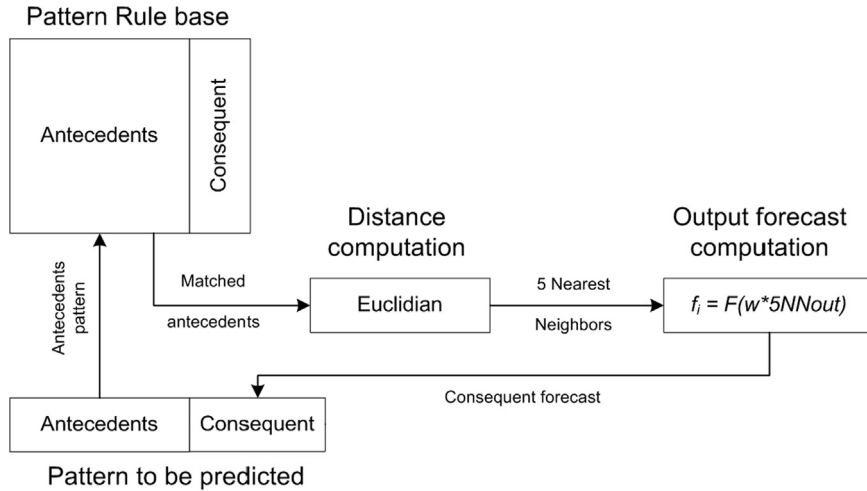 Pattern Rule base
Antecedents
Consequent
Distance
computation
Output forecast
computation
Antecedents
pattern
Matched
antecedents
Euclidian
5 Nearest
Neighbors
fi = F(w*5NNout)
Consequent forecast
Antecedents
Consequent
Pattern to be predicted